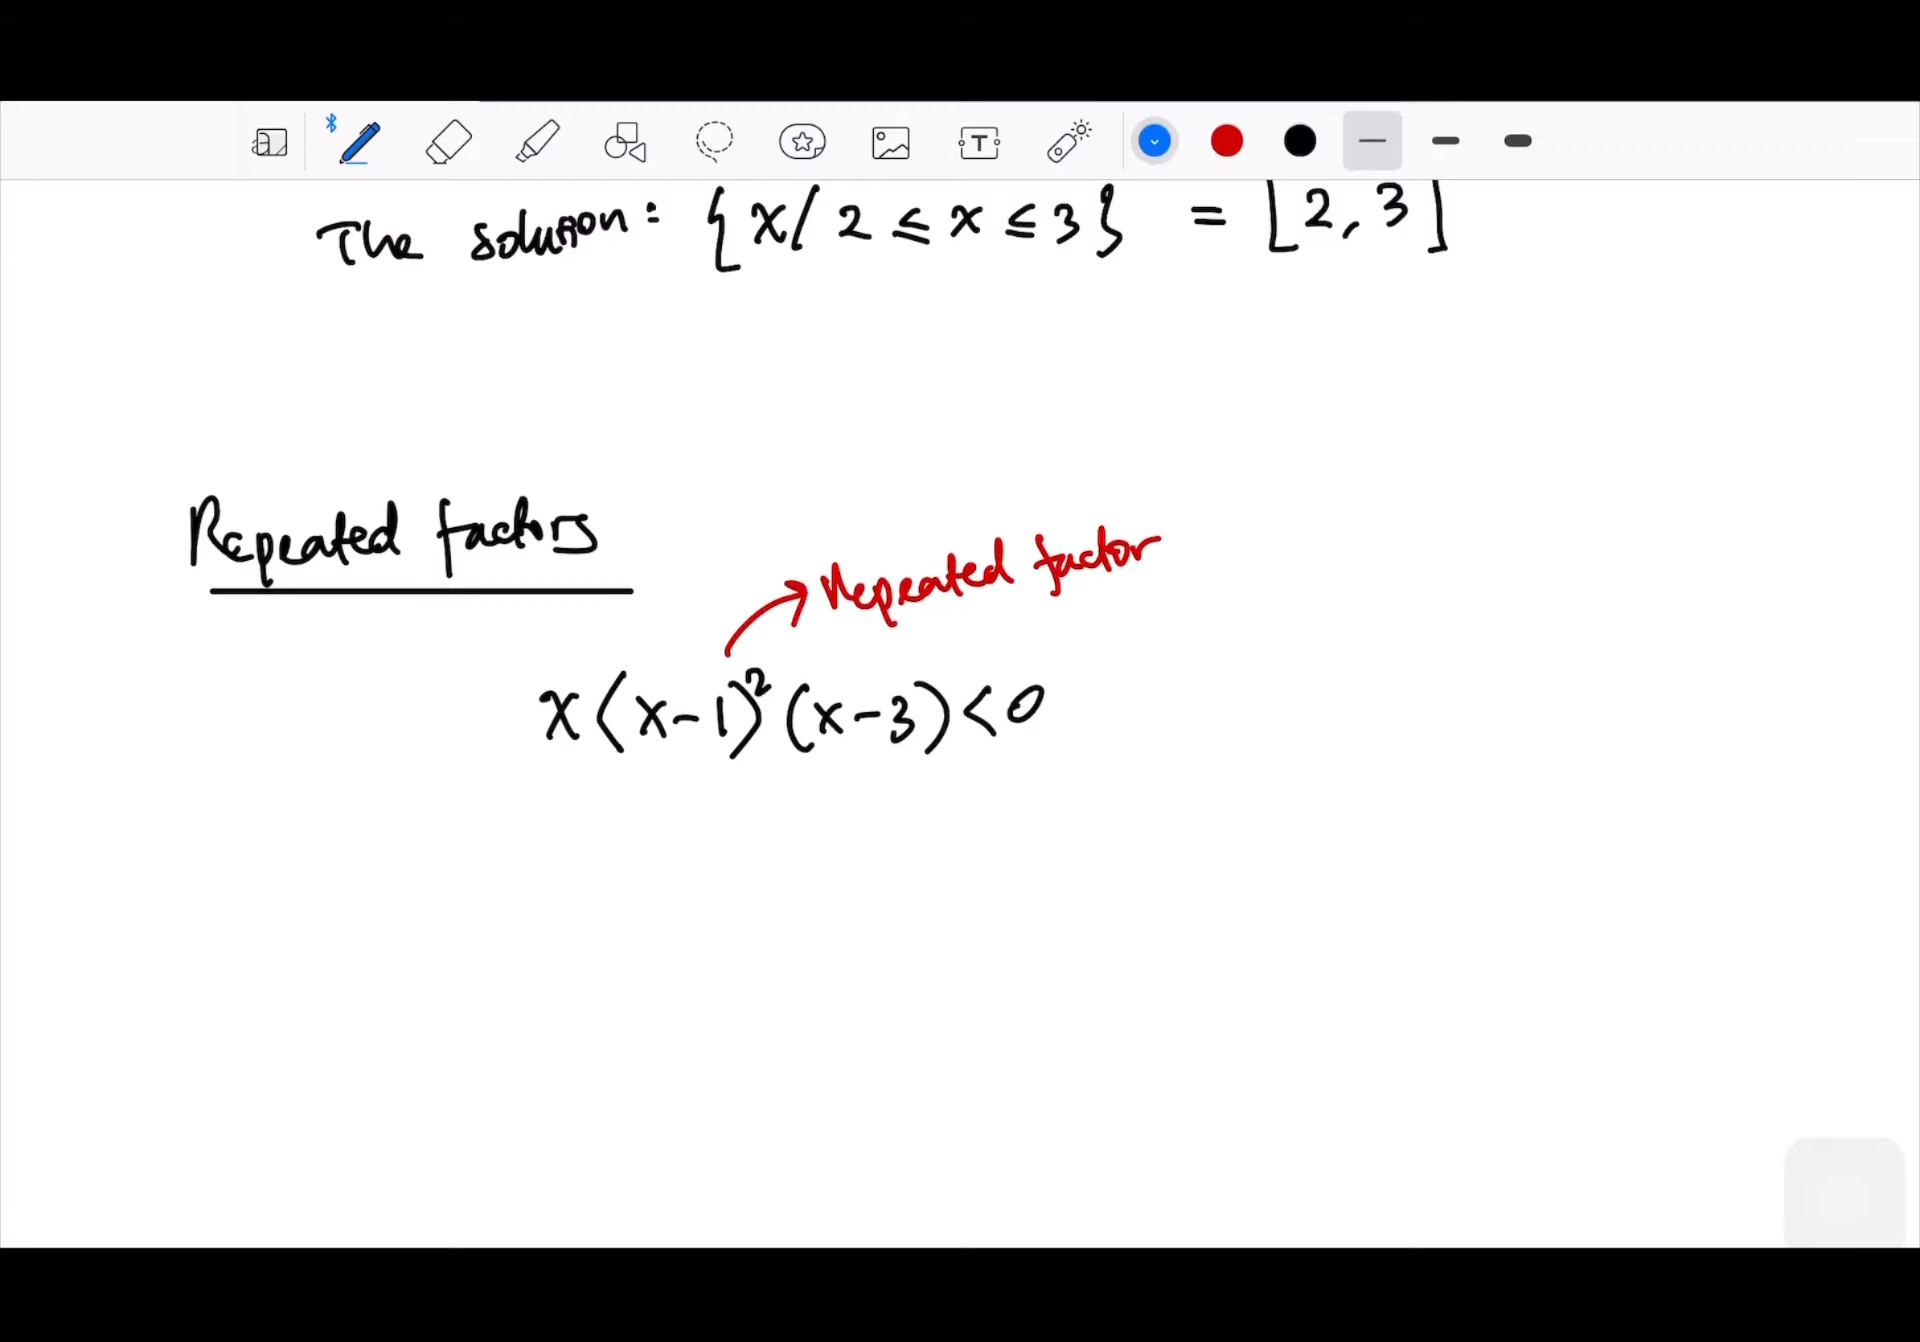 The solution: {x/ 2 ≤ x ≤ 3} = [2, 3]
Repeated factors
Repeated factor
x(x-1)²(x-3)<0